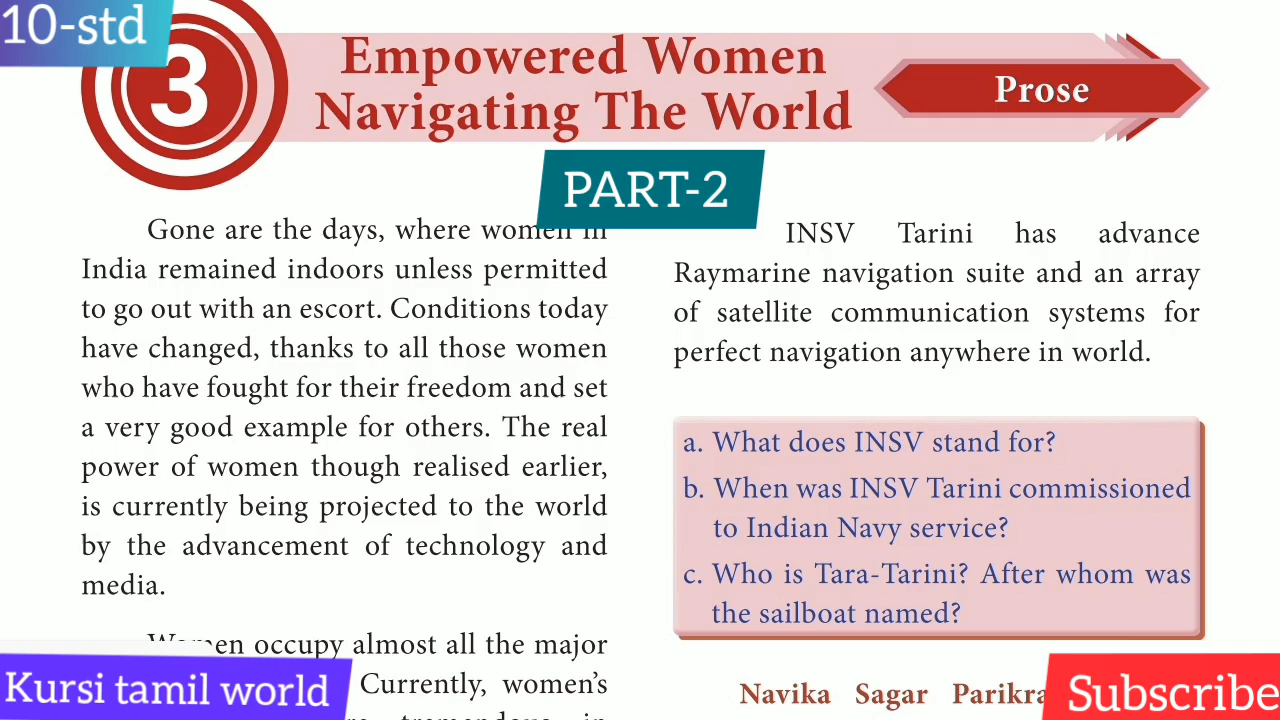 10-std
3
Empowered Women
Navigating The World
Prose
PART-2
Gone are the days, where women in
India remained indoors unless permitted
to go out with an escort. Conditions today
have changed, thanks to all those women
who have fought for their freedom and set
a very good example for others. The real
power of women though realised earlier,
is currently being projected to the world
by the advancement of technology and
media.
Women occupy almost all the major
Currently, women's
tremendous in
INSV Tarini has advance
Raymarine navigation suite and an array
of satellite communication systems for
perfect navigation anywhere in world.
a. What does INSV stand for?
b. When was INSV Tarini commissioned
to Indian Navy service?
c. Who is Tara-Tarini? After whom was
the sailboat named?
Navika Sagar Parikra
Kursi tamil world
Subscribe